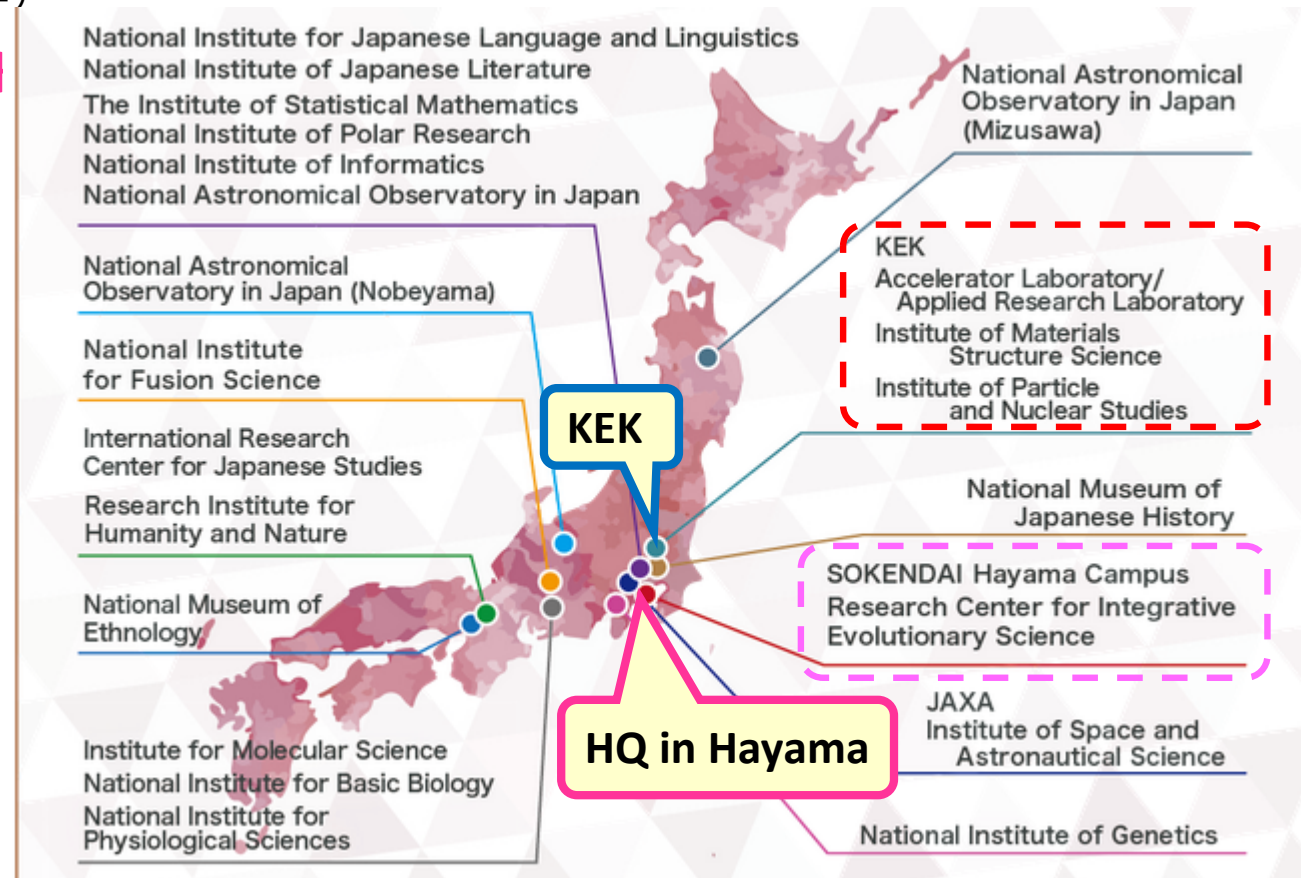 National Institute for Japanese Language and Linguistics
National Institute of Japanese Literature
The Institute of Statistical Mathematics
National Institute of Polar Research
National Institute of Informatics
National Astronomical Observatory in Japan
National Astronomical
Observatory in Japan (Nobeyama)
National Institute
for Fusion Science
International Research
Center for Japanese Studies
Research Institute for
Humanity and Nature
National Museum of
Ethnology
Institute for Molecular Science
National Institute for Basic Biology
National Institute for
Physiological Sciences
KEK
HQ in Hayama
National Astronomical
Observatory in Japan
(Mizusawa)
KEK
Accelerator Laboratory/
Applied Research Laboratory
Institute of Materials
Structure Science
Institute of Particle
and Nuclear Studies
National Museum of
Japanese History
SOKENDAI Hayama Campus
Research Center for Integrative
Evolutionary Science
JAXA
Institute of Space and
Astronautical Science
National Institute of Genetics